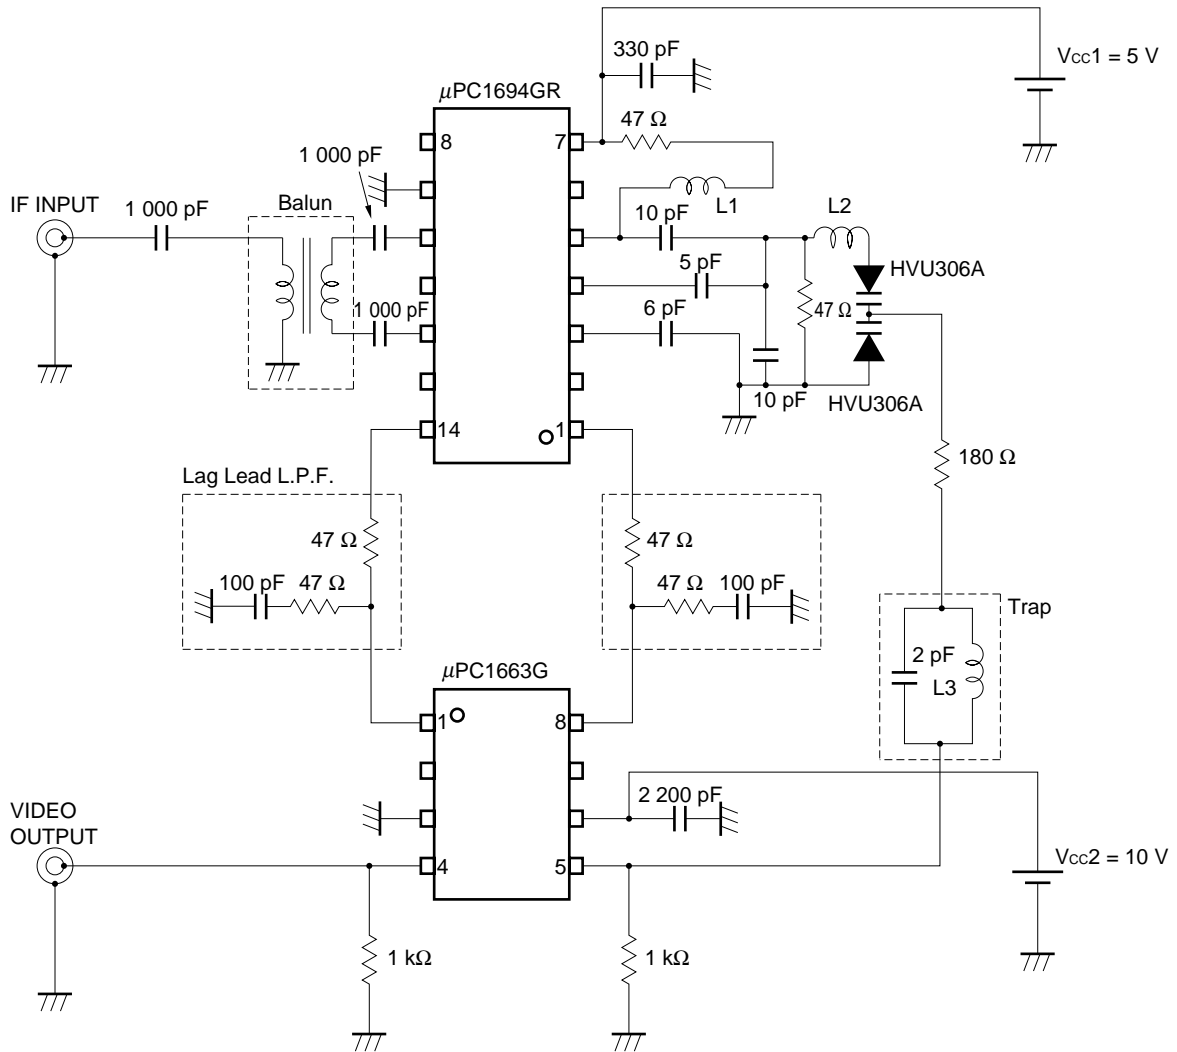 330 pF
VCC1 = 5 V
μPC1694GR
47 Ω
8
7
1 000 pF
IF INPUT
1 000 pF
Balun
L1
10 pF
L2
5 pF
HVU306A
1 000 pF
6 pF
47 Ω
10 pF
HVU306A
14
1
180 Ω
Lag Lead L.P.F.
47 Ω
47 Ω
100 pF
47 Ω
47 Ω
100 pF
Trap
2 pF
L3
μPC1663G
1
8
2 200 pF
VIDEO
OUTPUT
4
5
VCC2 = 10 V
1 kΩ
1 kΩ